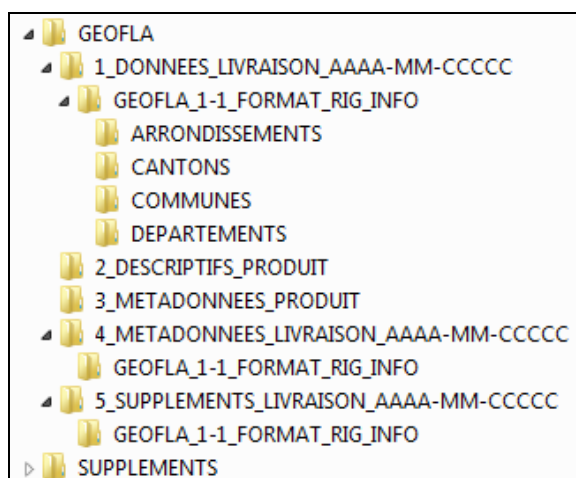 GEOFLA
1_DONNEES_LIVRAISON_AAAA-MM-CCCCC
GEOFLA_1-1_FORMAT_RIG_INFO
ARRONDISSEMENTS
CANTONS
COMMUNES
DEPARTEMENTS
2_DESCRIPTIFS_PRODUIT
3_METADONNEES_PRODUIT
4_METADONNEES_LIVRAISON_AAAA-MM-CCCCC
GEOFLA_1-1_FORMAT_RIG_INFO
5_SUPPLEMENTS_LIVRAISON_AAAA-MM-CCCCC
GEOFLA_1-1_FORMAT_RIG_INFO
SUPPLEMENTS